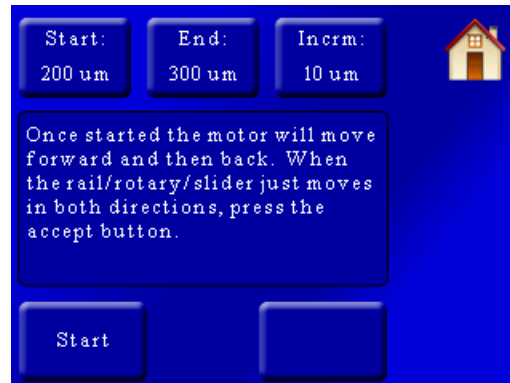 Start:
200 um
End:
300 um
Incrm:
10 um
Once started the motor will move
forward and then back. When
the rail/rotary/slider just moves
in both directions, press the
accept button.
Start